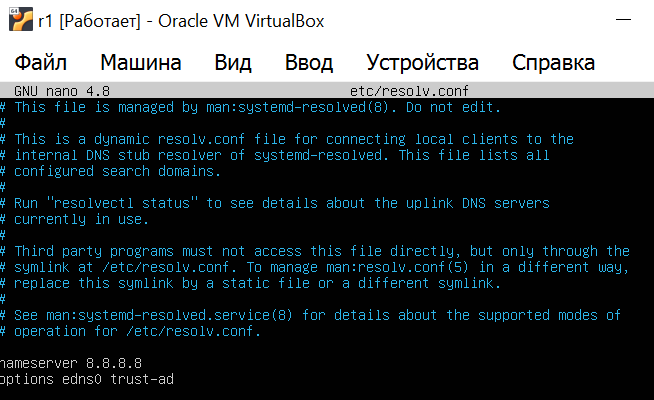 r1 [Работает] - Oracle VM VirtualBox
Файл Машина Вид Ввод Устройства Справка
GNU nano 4.8 etc/resolv.conf
# This file is managed by man:systemd-resolved(8). Do not edit.
#
# This is a dynamic resolv.conf file for connecting local clients to the
# internal DNS stub resolver of systemd-resolved. This file lists all
# configured search domains.
#
# Run "resolvectl status" to see details about the uplink DNS servers
# currently in use.
#
# Third party programs must not access this file directly, but only through the
# symlink at /etc/resolv.conf. To manage man:resolv.conf(5) in a different way,
# replace this symlink by a static file or a different symlink.
#
# See man:systemd-resolved.service(8) for details about the supported modes of
# operation for /etc/resolv.conf.
nameserver 8.8.8.8
options edns0 trust-ad